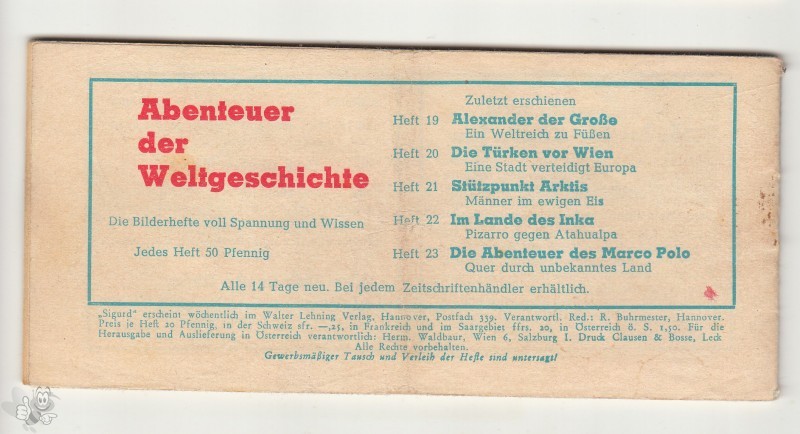 Abenteuer
der
Weltgeschichte
Die Bilderhefte voll Spannung und Wissen
Jedes Heft 50 Pfennig
Zuletzt erschienen
Heft 19 Alexander der Große
Ein Weltreich zu Füßen
Heft 20 Die Türken vor Wien
Eine Stadt verteidigt Europa
Heft 21 Stützpunkt Arktis
Männer im ewigen Eis
Heft 22 Im Lande des Inka
Pizarro gegen Atahualpa
Heft 23 Die Abenteuer des Marco Polo
Quer durch unbekanntes Land
Alle 14 Tage neu. Bei jedem Zeitschriftenhändler erhältlich.
„Sigurd“ erscheint wöchentlich im Walter Lehning Verlag, Hannover, Postfach 339. Verantwortl. Red.: R. Buhrmester, Hannover.
Preis je Heft 20 Pfennig, in der Schweiz sfr. —,25, in Frankreich und im Saargebiet ffrs. 20, in Österreich ö. S. 1,50. Für die
Herausgabe und Auslieferung in Österreich verantwortlich: Herm. Waldbaur, Wien 6, Salzburg 1. Druck Clausen & Bosse, Leck
Alle Rechte vorbehalten.
Gewerbsmäßiger Tausch und Verleih der Hefte sind untersagt!